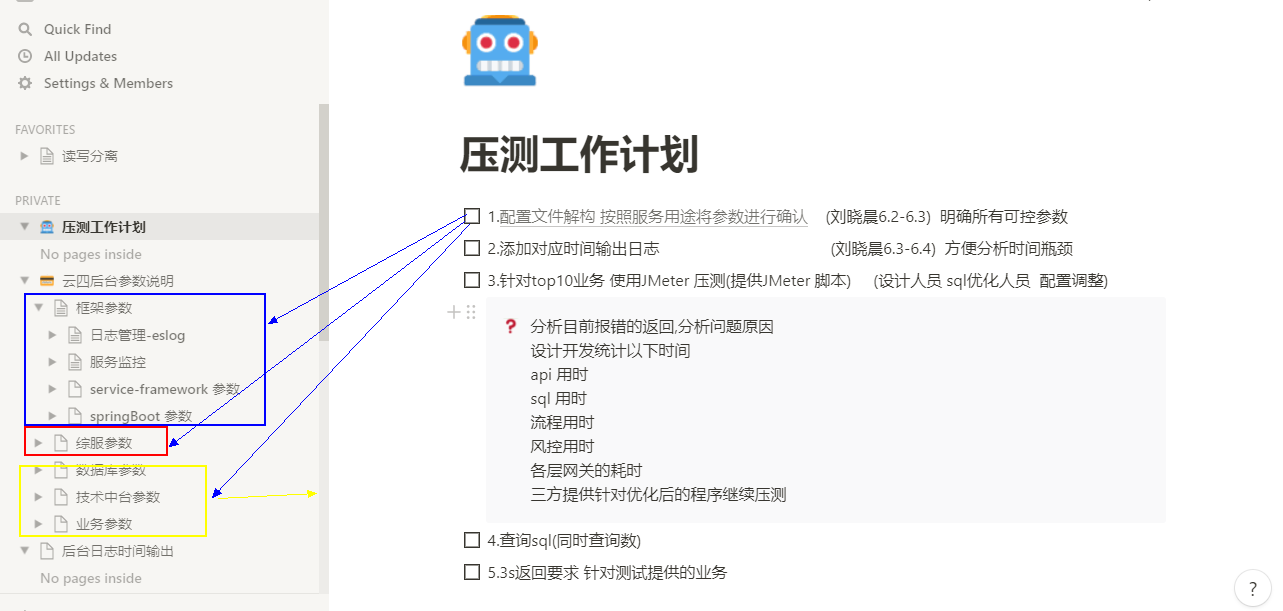 Quick Find
All Updates
Settings & Members
FAVORITES
读写分离
PRIVATE
压测工作计划
No pages inside
云四后台参数说明
框架参数
日志管理-eslog
服务监控
service-framework 参数
springBoot 参数
综服参数
数据库参数
技术中台参数
业务参数
后台日志时间输出
No pages inside
压测工作计划
1.配置文件解构 按照服务用途将参数进行确认 (刘晓晨6.2-6.3) 明确所有可控参数
2.添加对应时间输出日志 (刘晓晨6.3-6.4) 方便分析时间瓶颈
3.针对top10业务 使用JMeter 压测(提供JMeter 脚本) (设计人员 sql优化人员 配置调整)
分析目前报错的返回,分析问题原因
设计开发统计以下时间
api 用时
sql 用时
流程用时
风控用时
各层网关的耗时
三方提供针对优化后的程序继续压测
4.查询sql(同时查询数)
5.3s返回要求 针对测试提供的业务
?